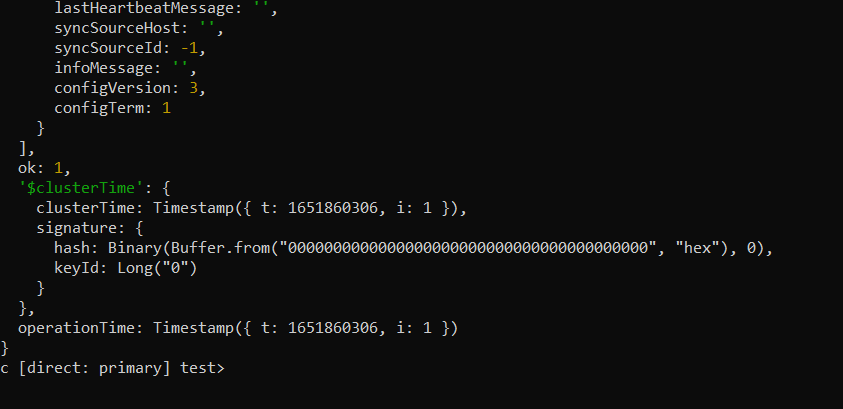 lastHeartbeatMessage: '',
syncSourceHost: '',
syncSourceId: -1,
infoMessage: '',
configVersion: 3,
configTerm: 1
}
],
ok: 1,
'$clusterTime': {
clusterTime: Timestamp({ t: 1651860306, i: 1 }),
signature: {
hash: Binary(Buffer.from("0000000000000000000000000000000000000000", "hex"), 0),
keyId: Long("0")
}
},
operationTime: Timestamp({ t: 1651860306, i: 1 })
}
c [direct: primary] test>